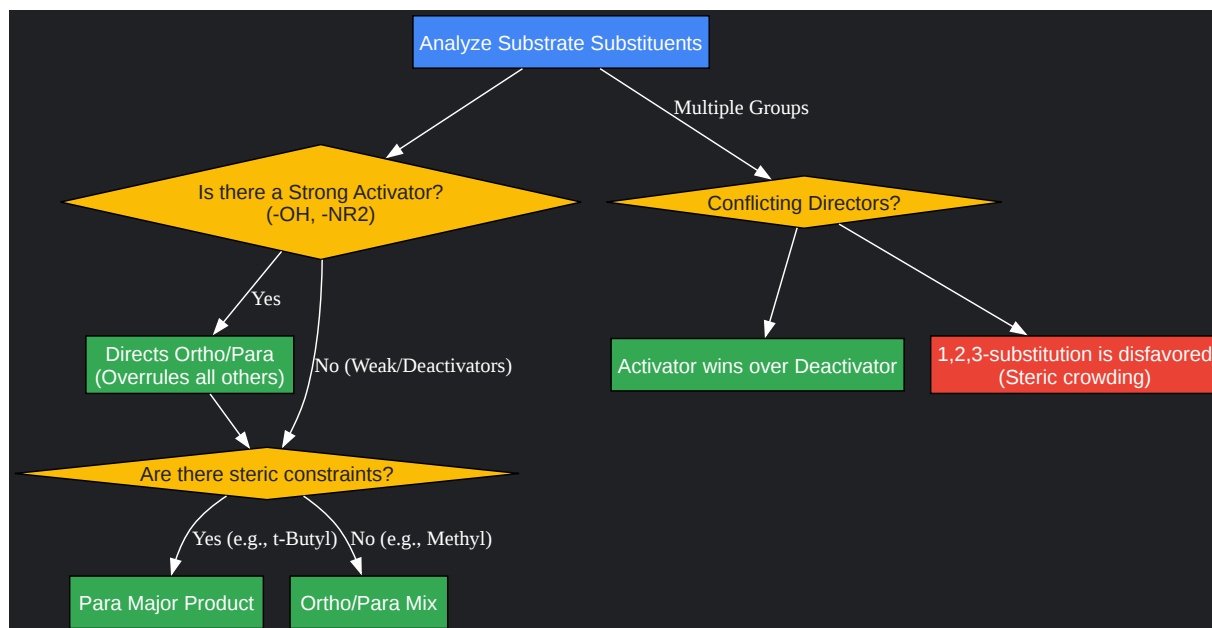 Analyze Substrate Substituents
Multiple Groups
Is there a Strong Activator?
(-OH, -NR2)
Conflicting Directors?
Yes
Directs Ortho/Para
(Overrules all others)
No (Weak/Deactivators)
Activator wins over Deactivator
1,2,3-substitution is disfavored
(Steric crowding)
Are there steric constraints?
Yes (e.g., t-Butyl)
No (e.g., Methyl)
Para Major Product
Ortho/Para Mix